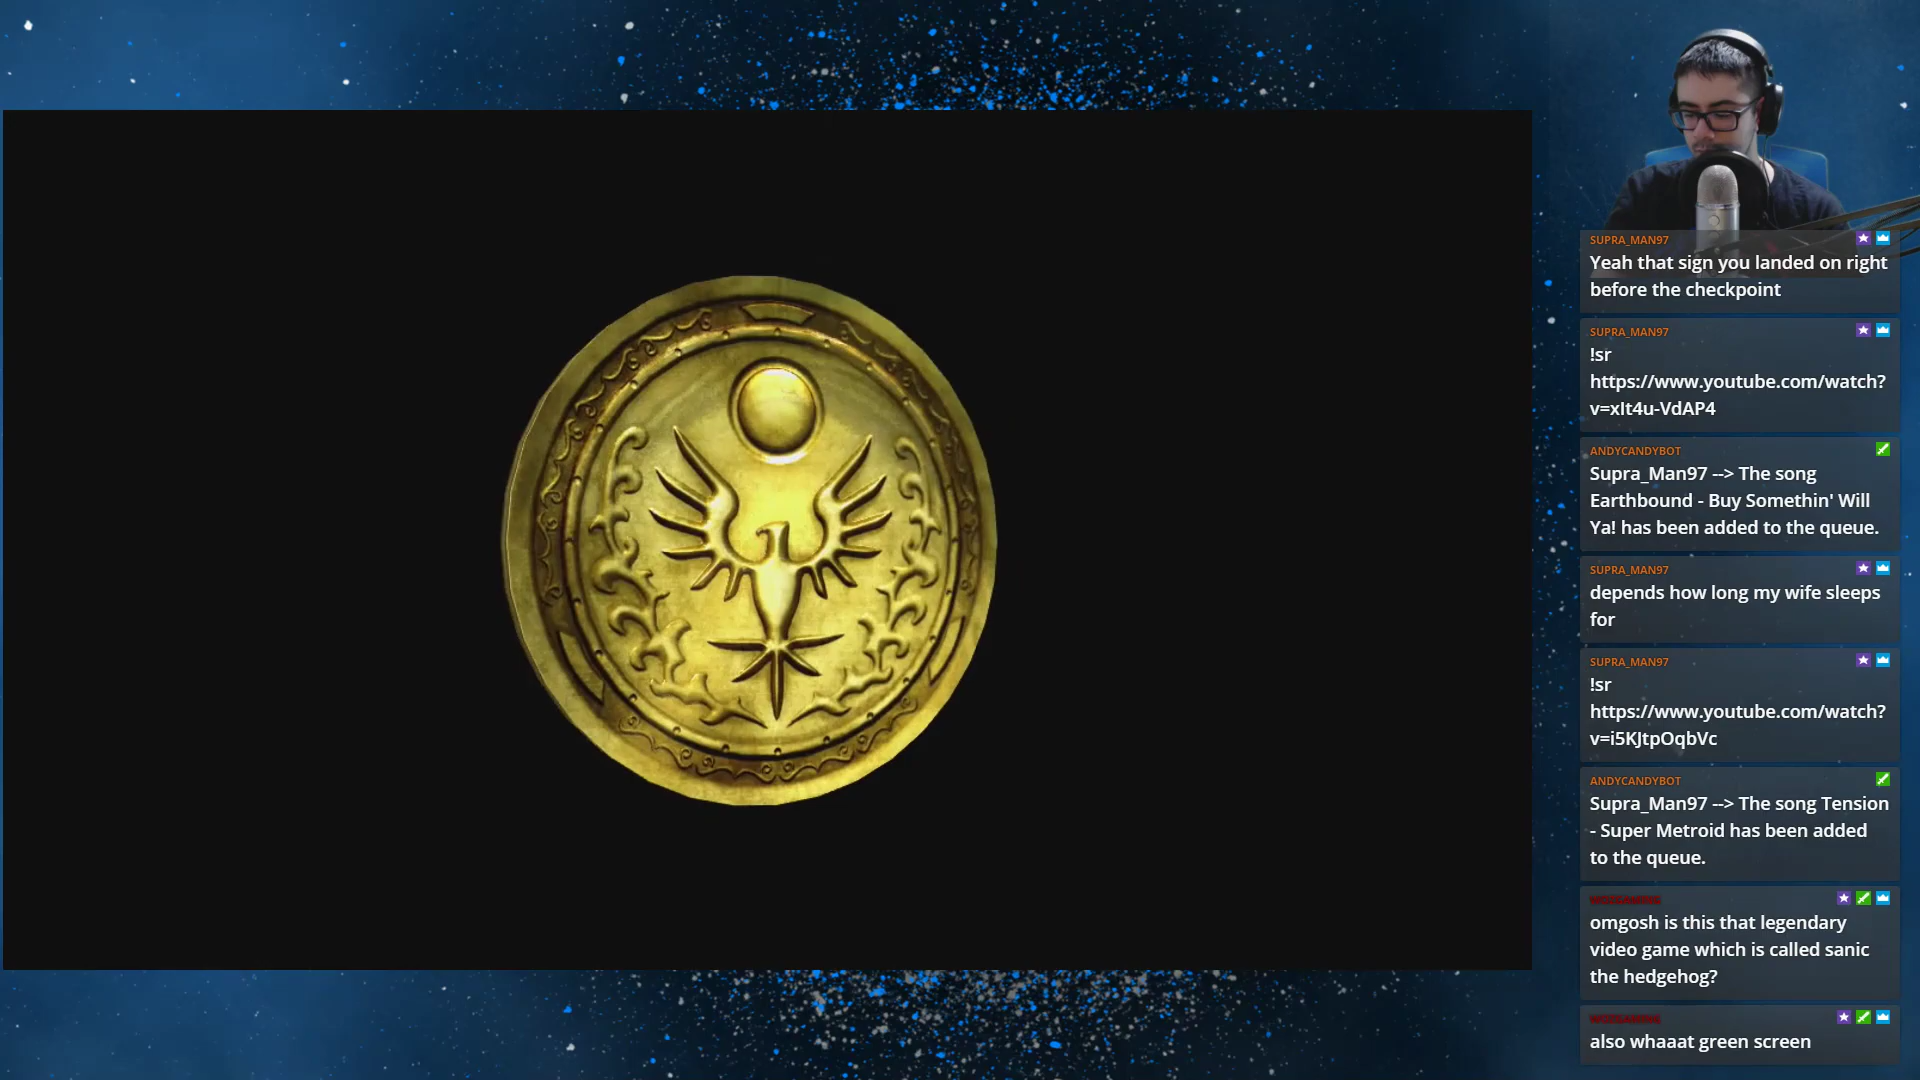 SUPRA_MAN97
Yeah that sign you landed on right
before the checkpoint
SUPRA_MAN97
!sr
https://www.youtube.com/watch?
v=xIt4u-VdAP4
ANDYCANDYBOT
Supra_Man97 --> The song
Earthbound - Buy Somethin' Will
Ya! has been added to the queue.
SUPRA_MAN97
depends how long my wife sleeps
for
SUPRA_MAN97
!sr
https://www.youtube.com/watch?
v=i5KJtpOqbVc
ANDYCANDYBOT
Supra_Man97 --> The song Tension
- Super Metroid has been added
to the queue.
omgosh is this that legendary
video game which is called sanic
the hedgehog?
also whaaat green screen